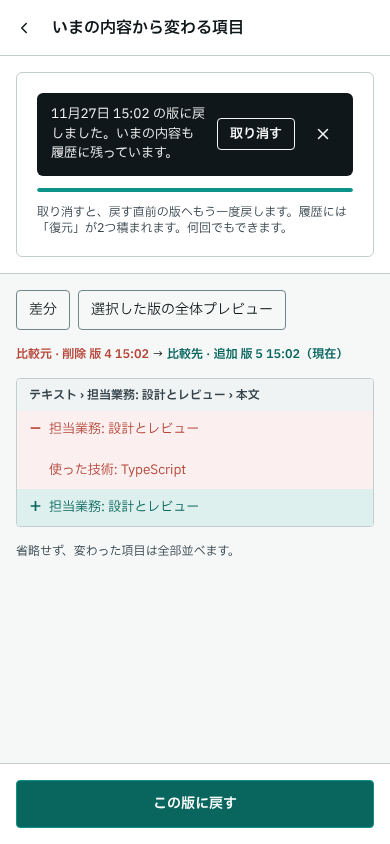 いまの内容から変わる項目
11月27日 15:02 の版に戻
しました。いまの内容も
履歴に残っています。
取り消す
取り消すと、戻す直前の版へもう一度戻します。履歴には
「復元」が2つ積まれます。何回でもできます。
差分
選択した版の全体プレビュー
比較元 · 削除 版 4 15:02 → 比較先 · 追加 版 5 15:02（現在）
テキスト › 担当業務: 設計とレビュー › 本文
− 担当業務: 設計とレビュー
使った技術: TypeScript
+ 担当業務: 設計とレビュー
省略せず、変わった項目は全部並べます。
この版に戻す